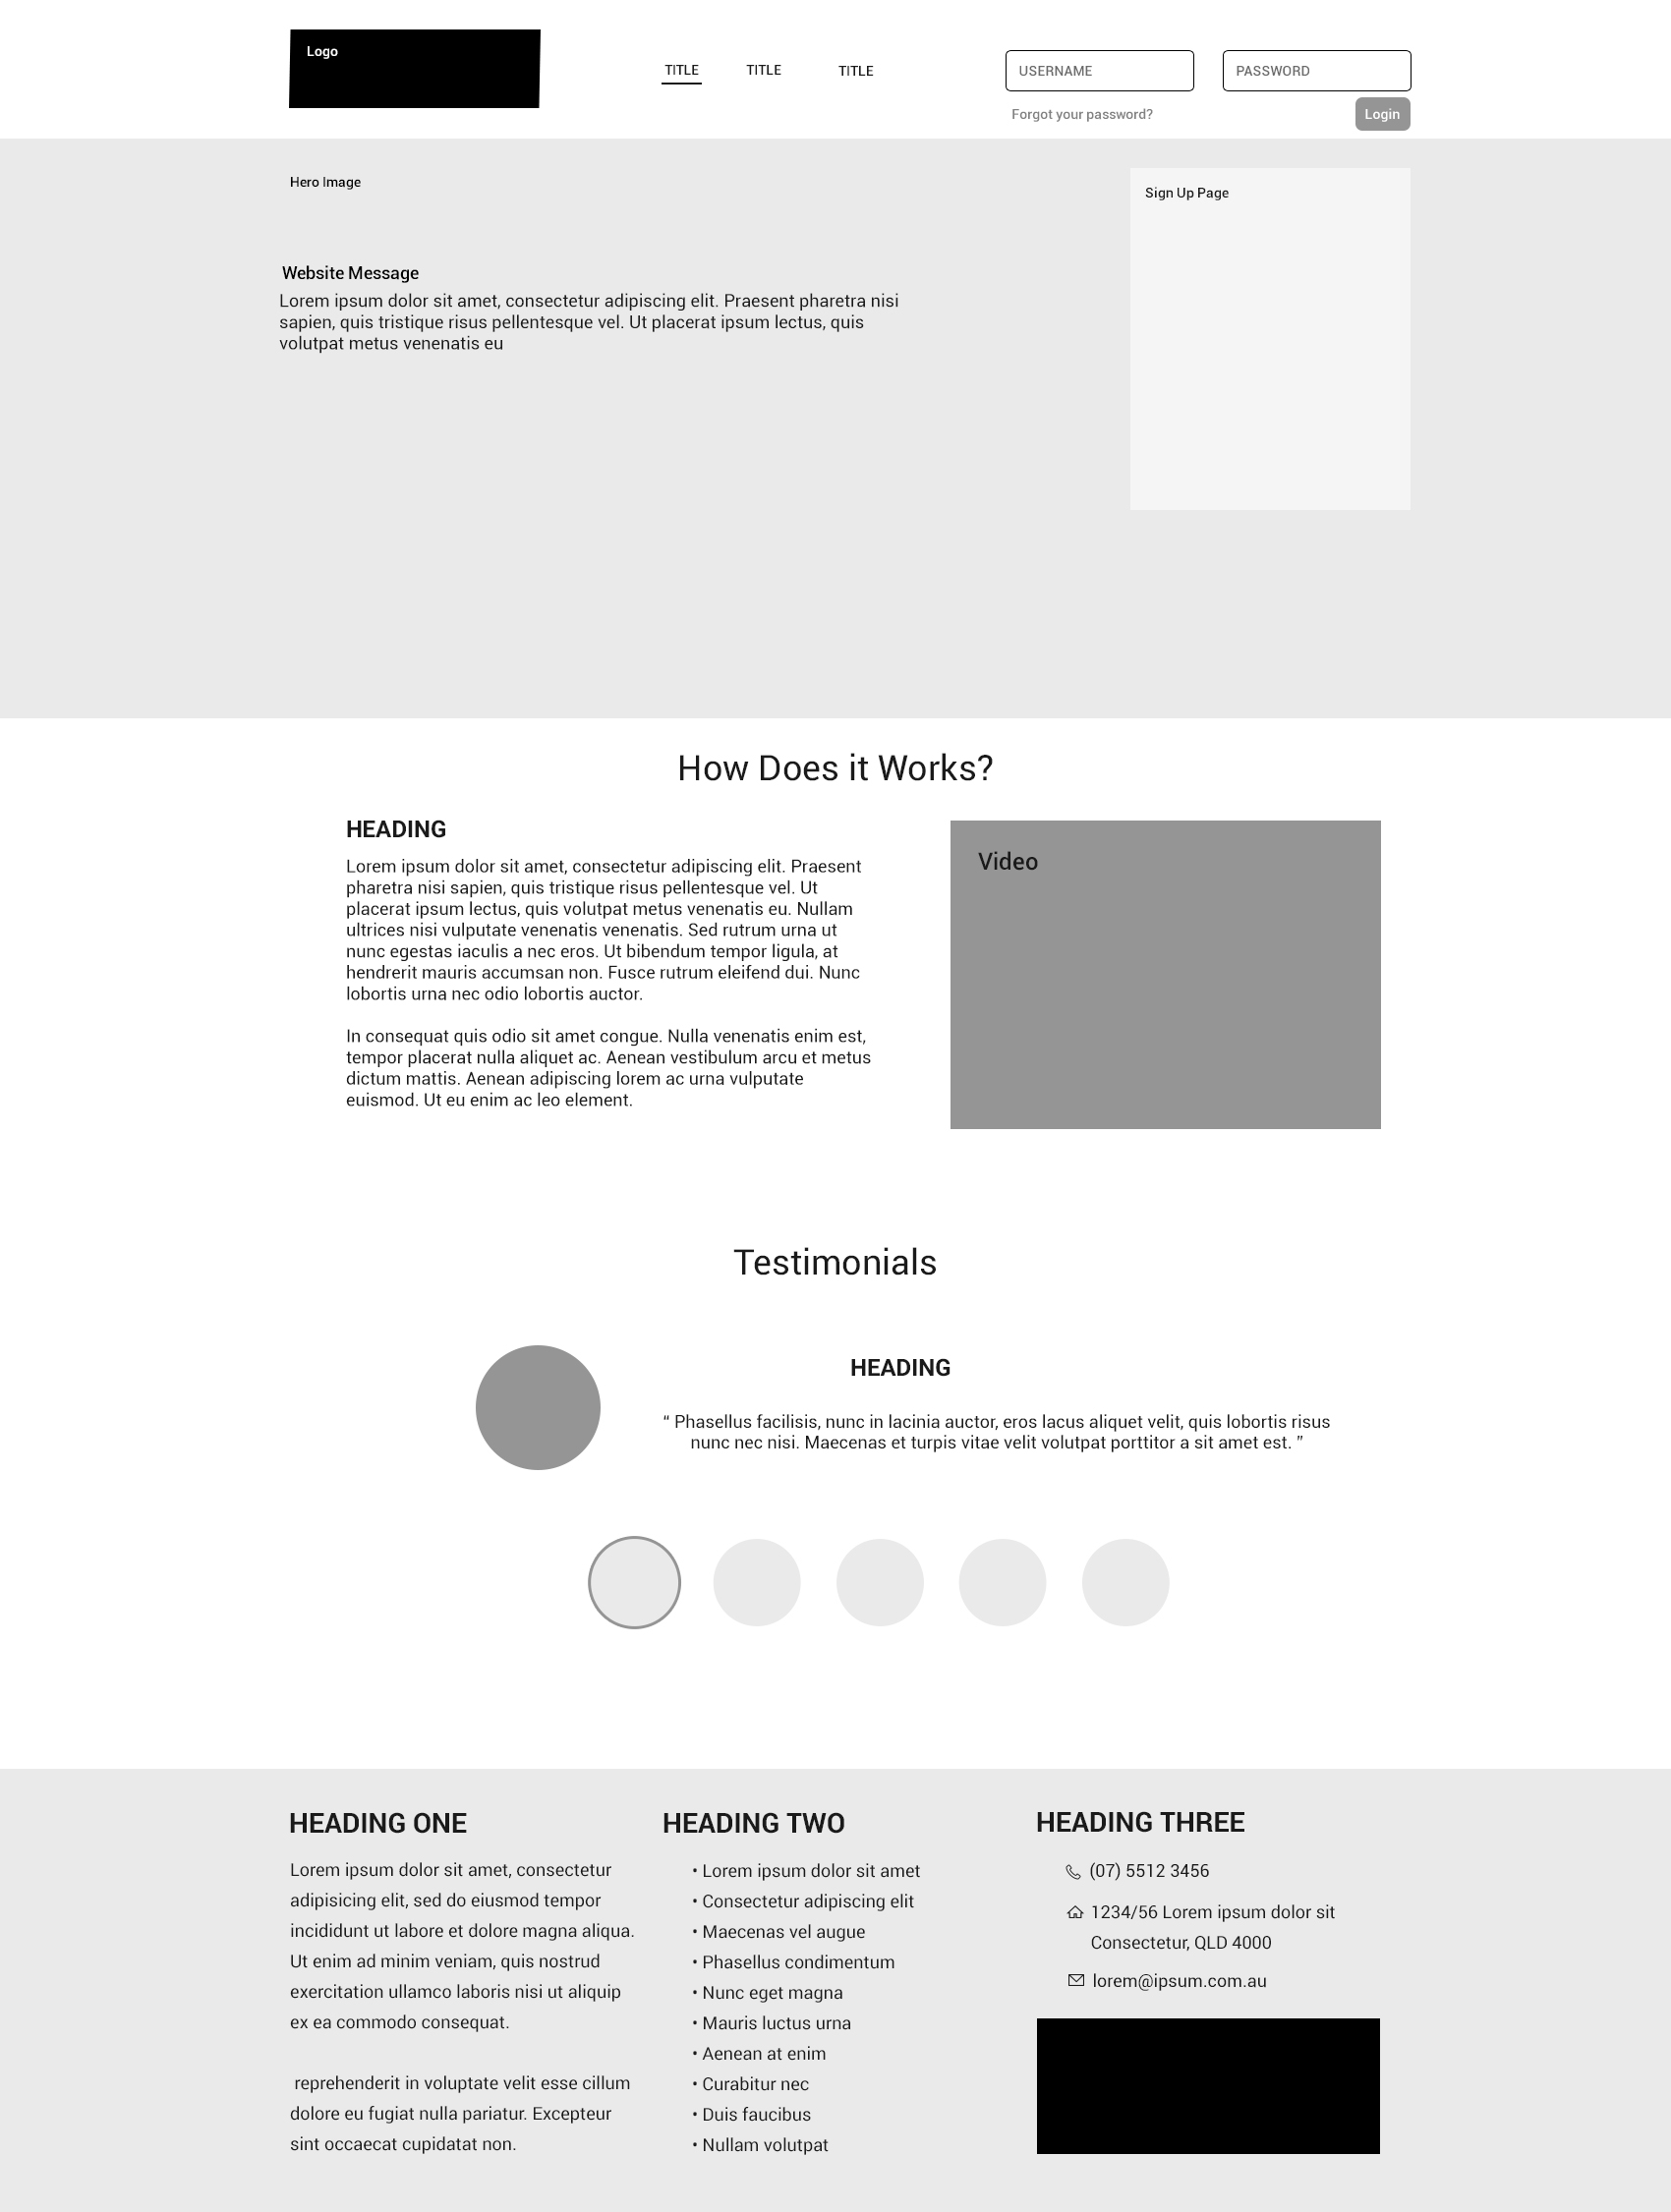 Logo
TITLE
TITLE
TITLE
USERNAME
PASSWORD
Forgot your password?
Login
Hero Image
Sign Up Page
Website Message
Lorem ipsum dolor sit amet, consectetur adipiscing elit. Praesent pharetra nisi
sapien, quis tristique risus pellentesque vel. Ut placerat ipsum lectus, quis
volutpat metus venenatis eu
How Does it Works?
HEADING
Lorem ipsum dolor sit amet, consectetur adipiscing elit. Praesent
pharetra nisi sapien, quis tristique risus pellentesque vel. Ut
placerat ipsum lectus, quis volutpat metus venenatis eu. Nullam
ultrices nisi vulputate venenatis venenatis. Sed rutrum urna ut
nunc egestas iaculis a nec eros. Ut bibendum tempor ligula, at
hendrerit mauris accumsan non. Fusce rutrum eleifend dui. Nunc
lobortis urna nec odio lobortis auctor.
In consequat quis odio sit amet congue. Nulla venenatis enim est,
tempor placerat nulla aliquet ac. Aenean vestibulum arcu et metus
dictum mattis. Aenean adipiscing lorem ac urna vulputate
euismod. Ut eu enim ac leo element.
Video
Testimonials
HEADING
“ Phasellus facilisis, nunc in lacinia auctor, eros lacus aliquet velit, quis lobortis risus
nunc nec nisi. Maecenas et turpis vitae velit volutpat porttitor a sit amet est. ”
HEADING ONE
Lorem ipsum dolor sit amet, consectetur
adipisicing elit, sed do eiusmod tempor
incididunt ut labore et dolore magna aliqua.
Ut enim ad minim veniam, quis nostrud
exercitation ullamco laboris nisi ut aliquip
ex ea commodo consequat.
reprehenderit in voluptate velit esse cillum
dolore eu fugiat nulla pariatur. Excepteur
sint occaecat cupidatat non.
HEADING TWO
• Lorem ipsum dolor sit amet
• Consectetur adipiscing elit
• Maecenas vel augue
• Phasellus condimentum
• Nunc eget magna
• Mauris luctus urna
• Aenean at enim
• Curabitur nec
• Duis faucibus
• Nullam volutpat
HEADING THREE
(07) 5512 3456
1234/56 Lorem ipsum dolor sit
Consectetur, QLD 4000
lorem@ipsum.com.au